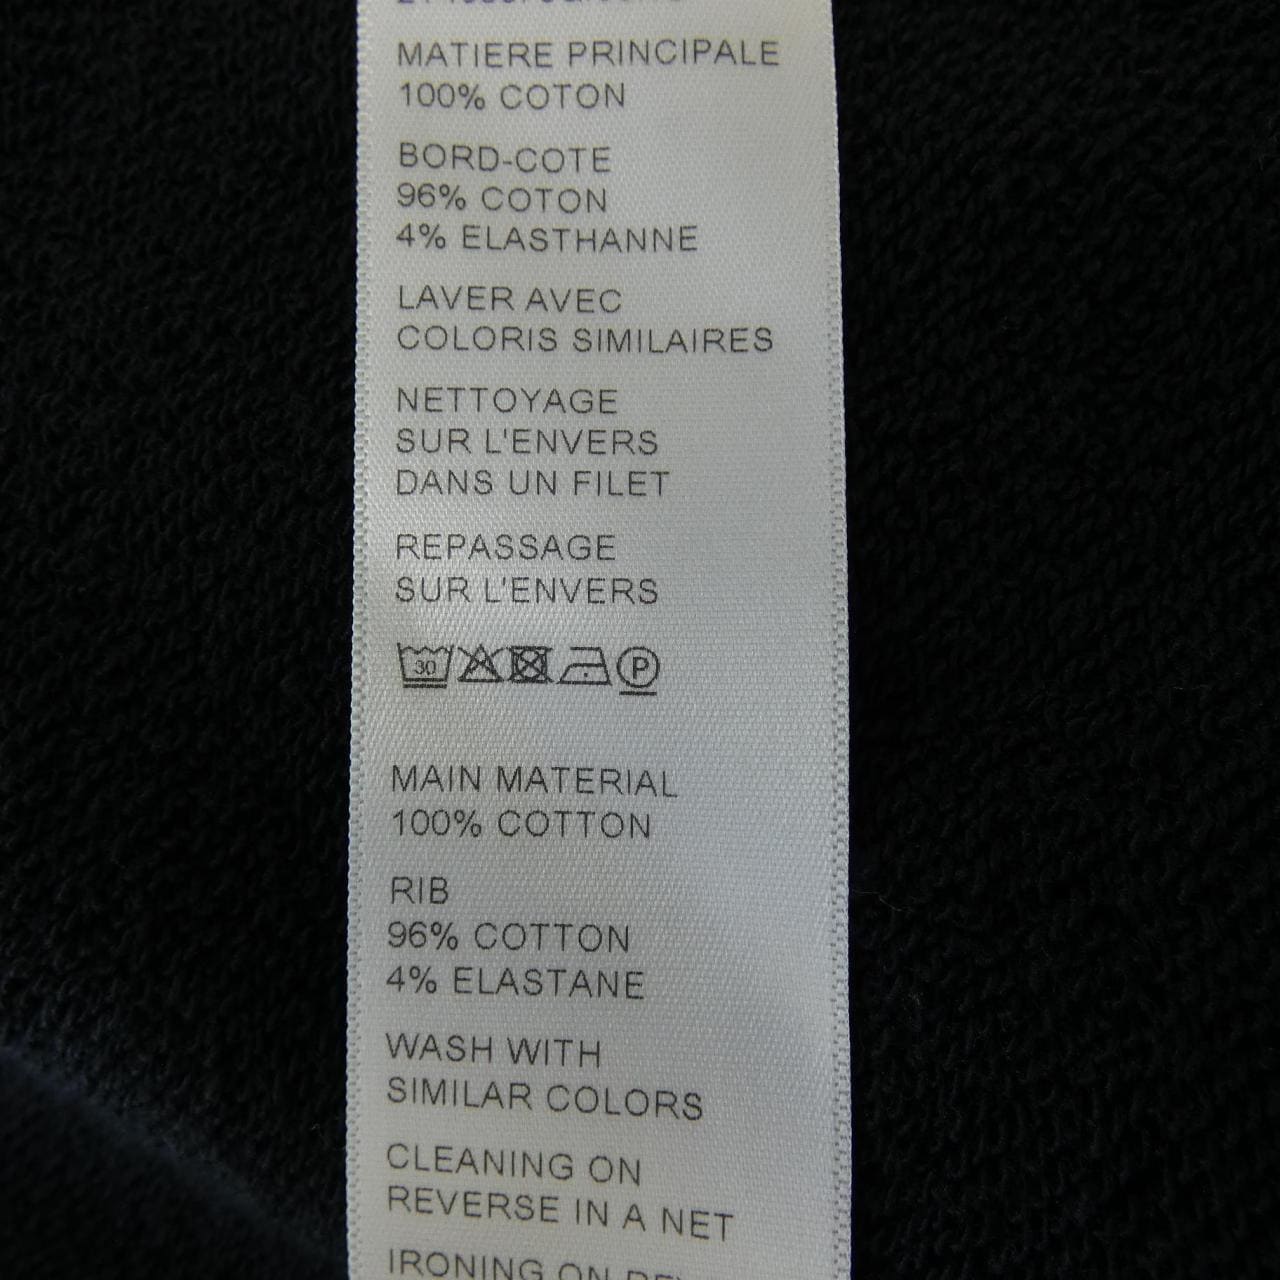 MATIERE PRINCIPALE
100% COTON
BORD-COTE
96% COTON
4% ELASTHANNE
LAVER AVEC
COLORIS SIMILAIRES
NETTOYAGE
SUR L'ENVERS
DANS UN FILET
REPASSAGE
SUR L'ENVERS
30 P
MAIN MATERIAL
100% COTTON
RIB
96% COTTON
4% ELASTANE
WASH WITH
SIMILAR COLORS
CLEANING ON
REVERSE IN A NET
IRONING ON